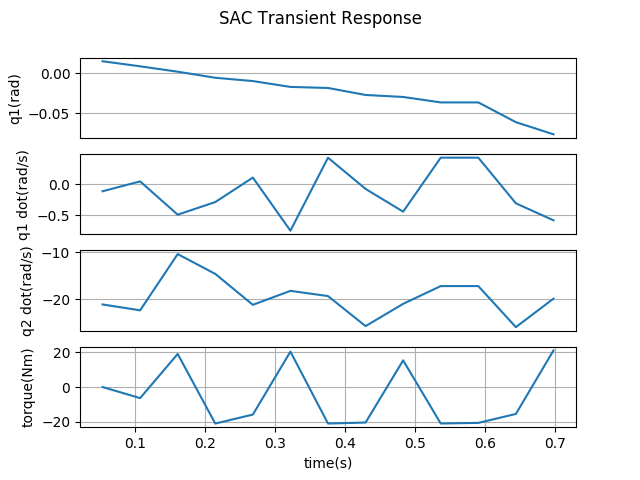 SAC Transient Response
q1(rad)
0.00
−0.05
q1 dot(rad/s)
0.0
−0.5
q2 dot(rad/s)
−10
−20
torque(Nm)
20
0
−20
0.1 0.2 0.3 0.4 0.5 0.6 0.7
time(s)